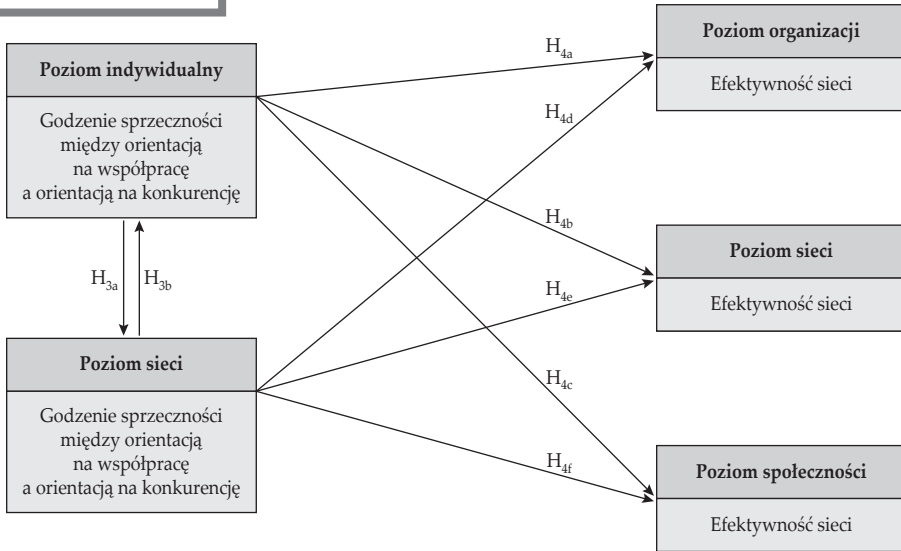 Poziom indywidualny
Godzenie sprzeczności
między orientacją
na współpracę
a orientacją na konkurencję
H3a
H3b
Poziom sieci
Godzenie sprzeczności
między orientacją
na współpracę
a orientacją na konkurencję
H4a
H4d
H4b
H4e
H4c
H4f
Poziom organizacji
Efektywność sieci
Poziom sieci
Efektywność sieci
Poziom społeczności
Efektywność sieci